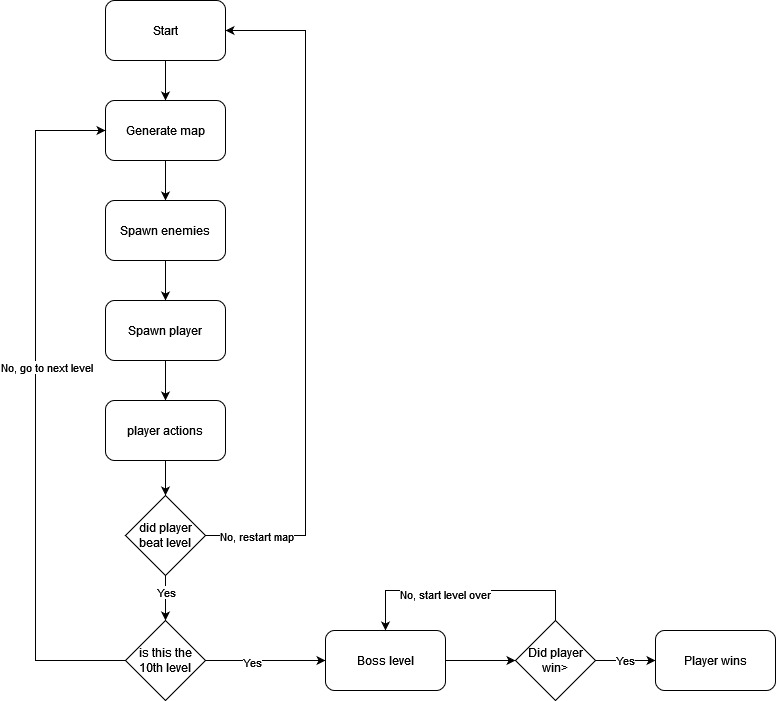 Start
Generate map
Spawn enemies
Spawn player
No, go to next level
player actions
did player
beat level
No, restart map
Yes
No, start level over
is this the
10th level
Yes
Boss level
Did player
win>
Yes
Player wins